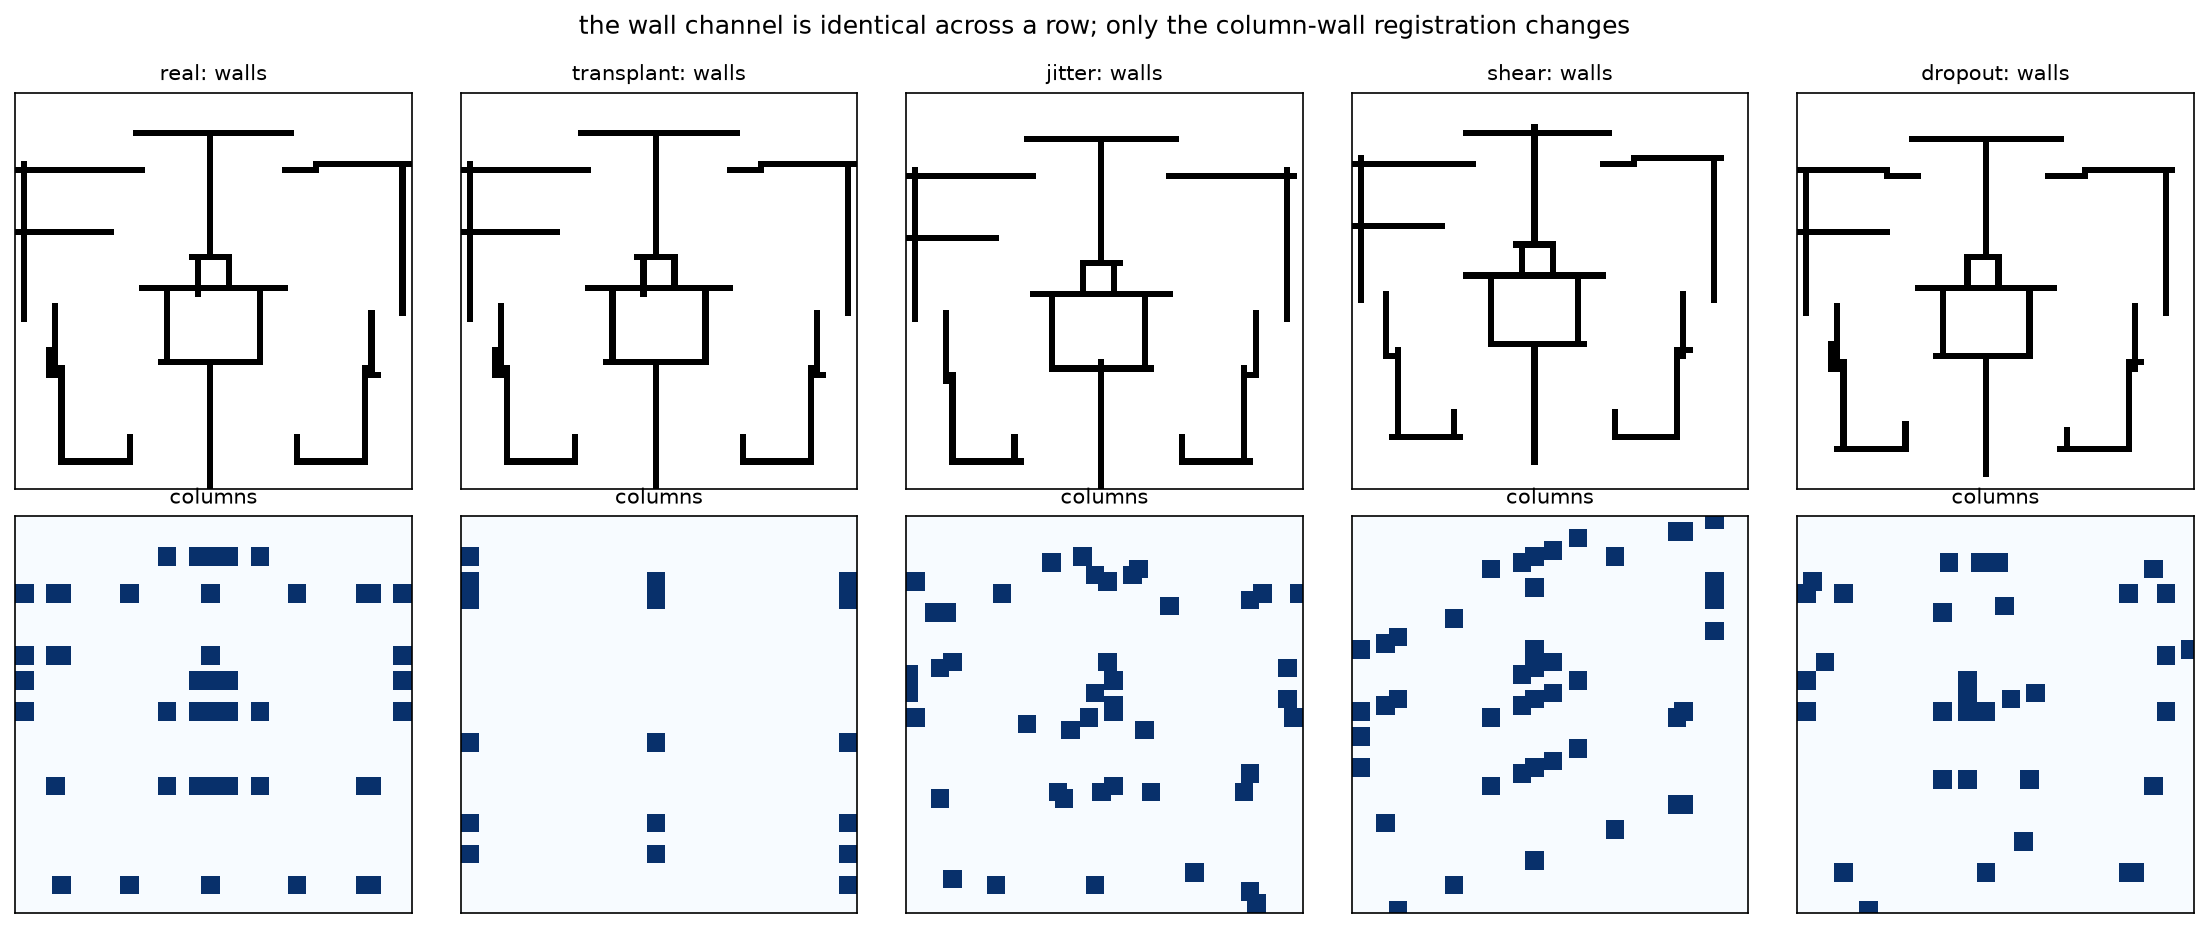 the wall channel is identical across a row; only the column-wall registration changes
real: walls
transplant: walls
jitter: walls
shear: walls
dropout: walls
columns
columns
columns
columns
columns